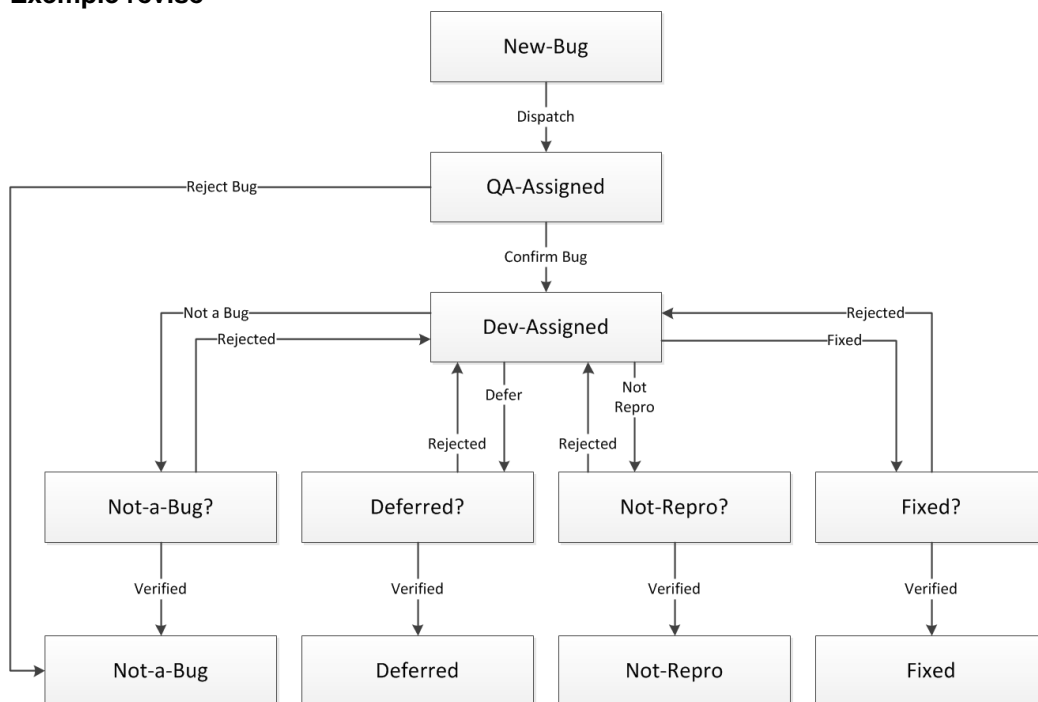 Exemple révisé
New-Bug
Dispatch
Reject Bug
QA-Assigned
Confirm Bug
Not a Bug
Dev-Assigned
Rejected
Rejected
Fixed
Defer
Not
Repro
Rejected
Rejected
Not-a-Bug?
Deferred?
Not-Repro?
Fixed?
Verified
Verified
Verified
Verified
Not-a-Bug
Deferred
Not-Repro
Fixed